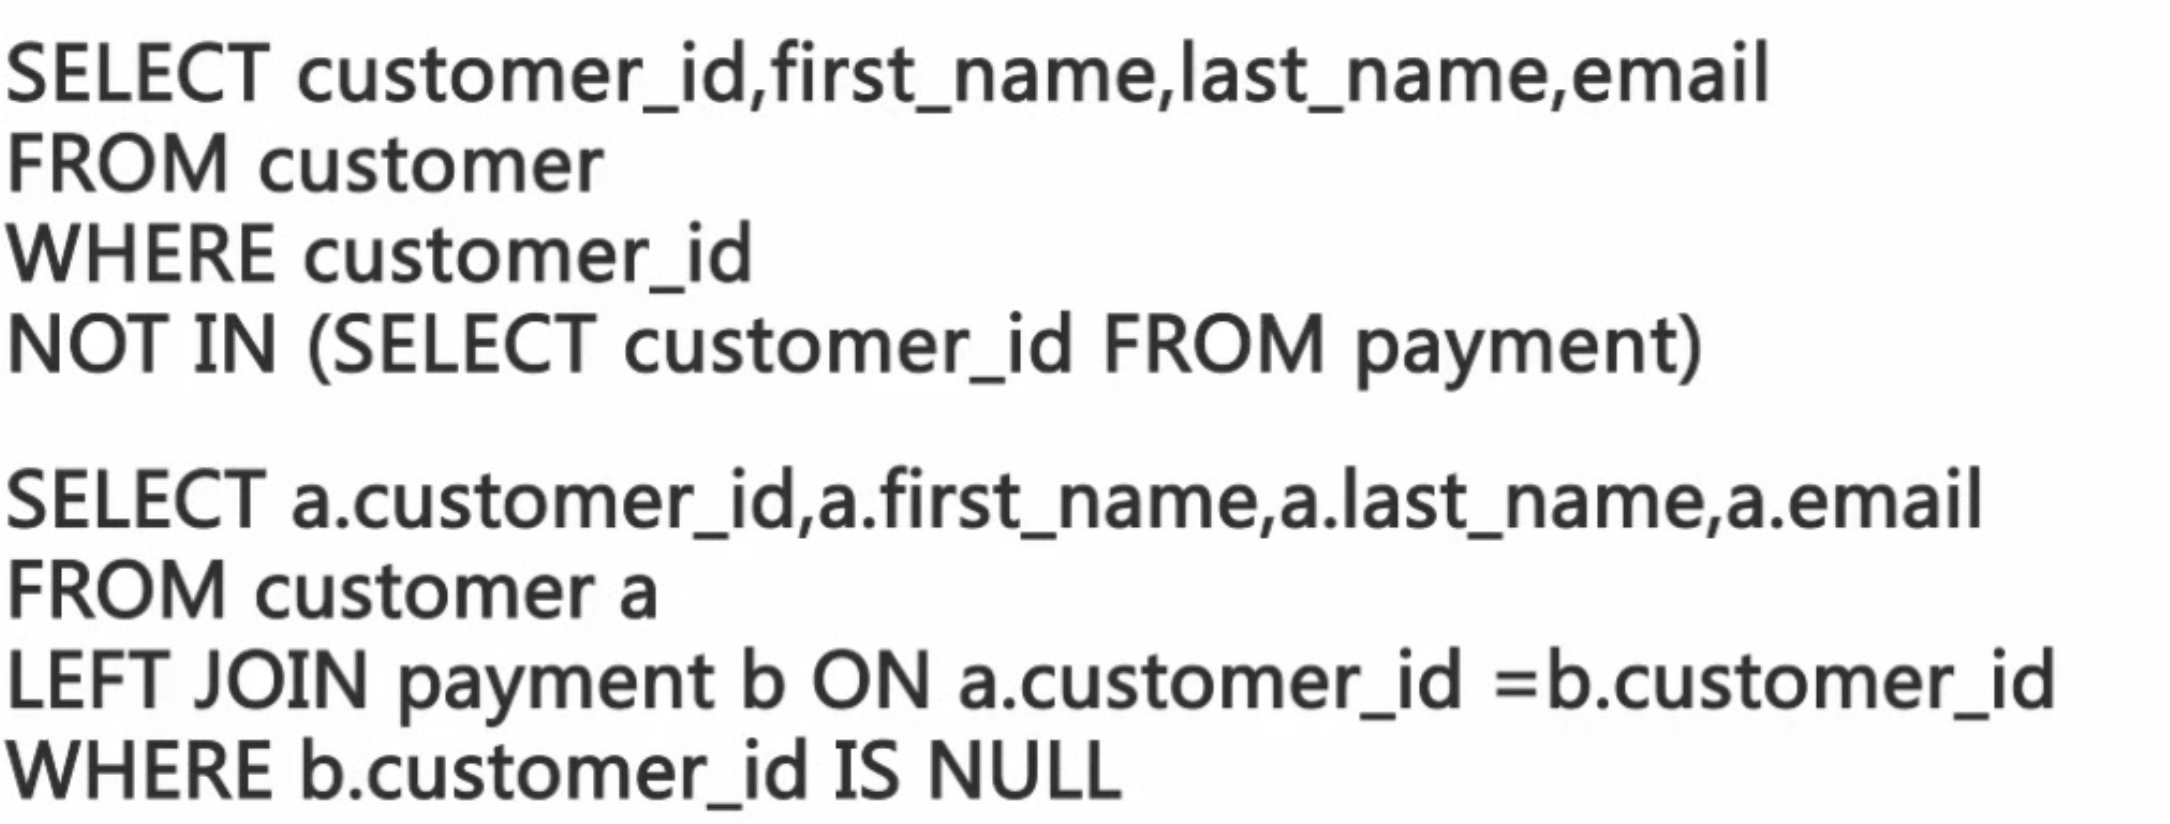 SELECT customer_id,first_name,last_name,email
FROM customer
WHERE customer_id
NOT IN (SELECT customer_id FROM payment)
SELECT a.customer_id,a.first_name,a.last_name,a.email
FROM customer a
LEFT JOIN payment b ON a.customer_id =b.customer_id
WHERE b.customer_id IS NULL